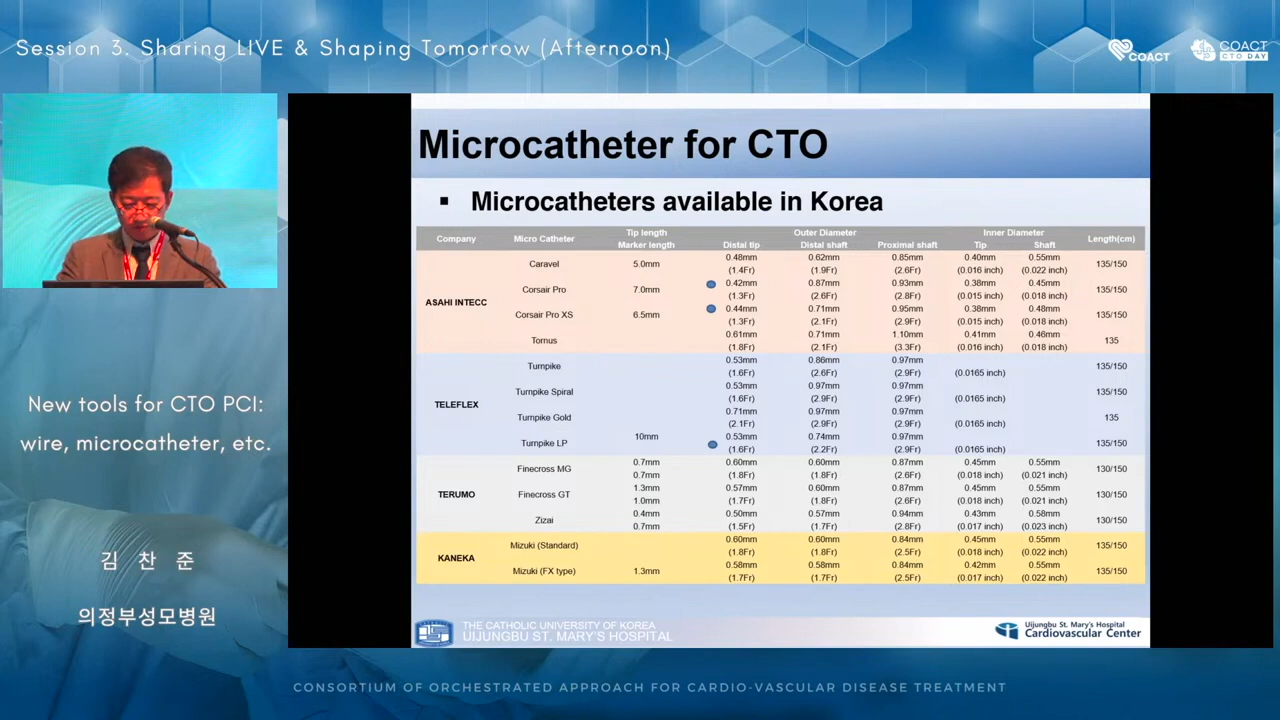 Session 3. Sharing LIVE & Shaping Tomorrow (Afternoon)
COACT
COACT
CTO DAY
New tools for CTO PCI:
wire, microcatheter, etc.
김 찬 준
의정부성모병원
Microcatheter for CTO
▪ Microcatheters available in Korea
Company Micro Catheter Tip length Marker length Outer Diameter Inner Diameter Length(cm)
Distal tip Distal shaft Proximal shaft Tip Shaft
ASAHI INTECC
Caravel 5.0mm 0.48mm (1.4Fr) 0.62mm (1.9Fr) 0.85mm (2.6Fr) 0.40mm (0.016 inch) 0.55mm (0.022 inch) 135/150
Corsair Pro 7.0mm 0.42mm (1.3Fr) 0.87mm (2.6Fr) 0.93mm (2.8Fr) 0.38mm (0.015 inch) 0.45mm (0.018 inch) 135/150
Corsair Pro XS 6.5mm 0.44mm (1.3Fr) 0.71mm (2.1Fr) 0.95mm (2.9Fr) 0.38mm (0.015 inch) 0.48mm (0.018 inch) 135/150
Tornus 0.61mm (1.8Fr) 0.71mm (2.1Fr) 1.10mm (3.3Fr) 0.41mm (0.016 inch) 0.46mm (0.018 inch) 135
TELEFLEX
Turnpike 0.53mm (1.6Fr) 0.86mm (2.6Fr) 0.97mm (2.9Fr) (0.0165 inch) 135/150
Turnpike Spiral 0.53mm (1.6Fr) 0.97mm (2.9Fr) 0.97mm (2.9Fr) (0.0165 inch) 135/150
Turnpike Gold 0.71mm (2.1Fr) 0.97mm (2.9Fr) 0.97mm (2.9Fr) (0.0165 inch) 135
Turnpike LP 10mm 0.53mm (1.6Fr) 0.74mm (2.2Fr) 0.97mm (2.9Fr) (0.0165 inch) 135/150
TERUMO
Finecross MG 0.7mm 0.7mm 0.60mm (1.8Fr) 0.60mm (1.8Fr) 0.87mm (2.6Fr) 0.45mm (0.018 inch) 0.55mm (0.021 inch) 130/150
Finecross GT 1.3mm 1.0mm 0.57mm (1.7Fr) 0.60mm (1.8Fr) 0.87mm (2.6Fr) 0.45mm (0.018 inch) 0.55mm (0.021 inch) 130/150
Zizai 0.4mm 0.7mm 0.50mm (1.5Fr) 0.57mm (1.7Fr) 0.94mm (2.8Fr) 0.43mm (0.017 inch) 0.58mm (0.023 inch) 130/150
KANEKA
Mizuki (Standard) 0.60mm (1.8Fr) 0.60mm (1.8Fr) 0.84mm (2.5Fr) 0.45mm (0.018 inch) 0.55mm (0.022 inch) 135/150
Mizuki (FX type) 1.3mm 0.58mm (1.7Fr) 0.58mm (1.7Fr) 0.84mm (2.5Fr) 0.42mm (0.017 inch) 0.55mm (0.022 inch) 135/150
THE CATHOLIC UNIVERSITY OF KOREA
UIJUNGBU ST. MARY'S HOSPITAL
Uijungbu St. Mary's Hospital
Cardiovascular Center
CONSORTIUM OF ORCHESTRATED APPROACH FOR CARDIO-VASCULAR DISEASE TREATMENT